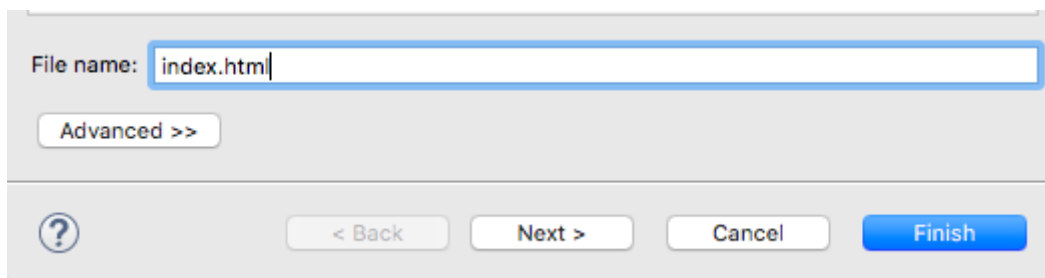 File name: index.html
Advanced >>
? < Back Next > Cancel Finish